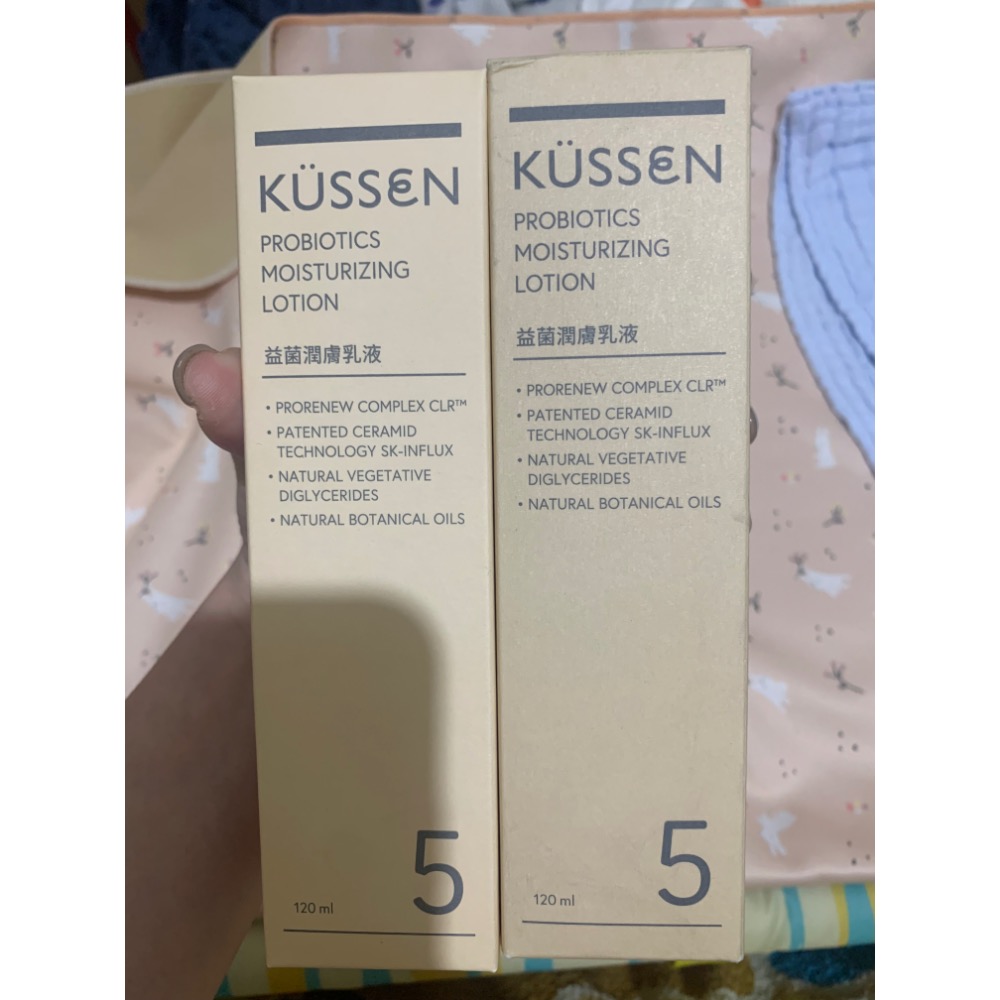 KÜSSEN
PROBIOTICS
MOISTURIZING
LOTION
益菌潤膚乳液
• PRORENEW COMPLEX CLR™
• PATENTED CERAMID
TECHNOLOGY SK-INFLUX
• NATURAL VEGETATIVE
DIGLYCERIDES
• NATURAL BOTANICAL OILS
120 ml
5
KÜSSEN
PROBIOTICS
MOISTURIZING
LOTION
益菌潤膚乳液
• PRORENEW COMPLEX CLR™
• PATENTED CERAMID
TECHNOLOGY SK-INFLUX
• NATURAL VEGETATIVE
DIGLYCERIDES
• NATURAL BOTANICAL OILS
120 ml
5